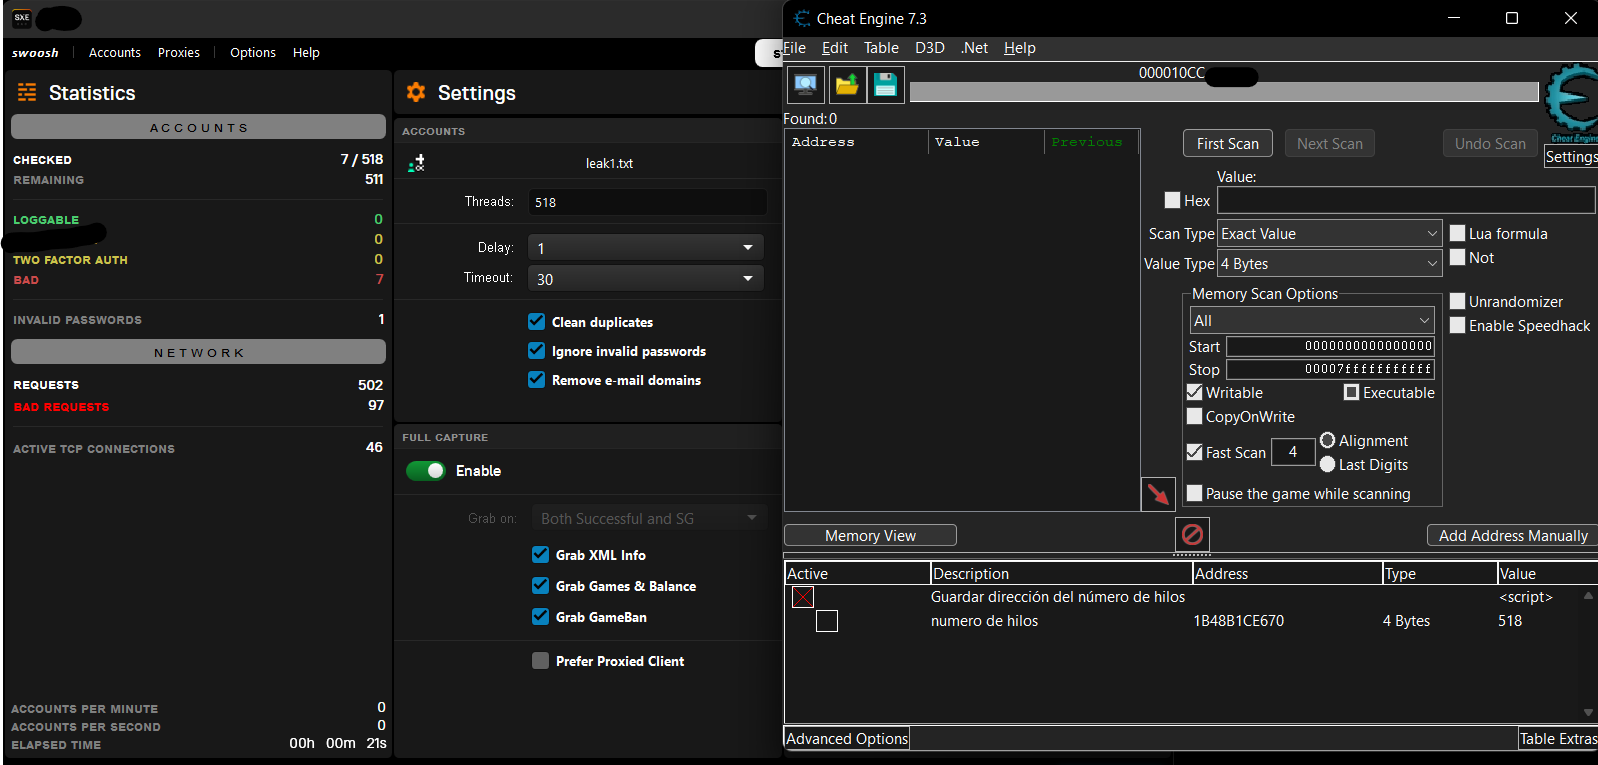 SXE
swoosh Accounts Proxies Options Help
Statistics
ACCOUNTS
CHECKED 7 / 518
REMAINING 511
LOGGABLE 0
0
TWO FACTOR AUTH 0
BAD 7
INVALID PASSWORDS 1
NETWORK
REQUESTS 502
BAD REQUESTS 97
ACTIVE TCP CONNECTIONS 46
ACCOUNTS PER MINUTE 0
ACCOUNTS PER SECOND 0
ELAPSED TIME 00h 00m 21s
Settings
ACCOUNTS
leak1.txt
Threads: 518
Delay: 1
Timeout: 30
Clean duplicates
Ignore invalid passwords
Remove e-mail domains
FULL CAPTURE
Enable
Grab on: Both Successful and SG
Grab XML Info
Grab Games & Balance
Grab GameBan
Prefer Proxied Client
Cheat Engine 7.3
File Edit Table D3D .Net Help
000010CC
Found:0
Address Value Previous
First Scan Next Scan Undo Scan
Cheat Engine
Settings
Value:
Hex
Scan Type Exact Value
Lua formula
Value Type 4 Bytes
Not
Memory Scan Options
All
Unrandomizer
Enable Speedhack
Start 0000000000000000
Stop 00007fffffffffff
Writable Executable
CopyOnWrite
Fast Scan 4 Alignment
Last Digits
Pause the game while scanning
Memory View Add Address Manually
Active Description Address Type Value
Guardar dirección del número de hilos <script>
numero de hilos 1B48B1CE670 4 Bytes 518
Advanced Options Table Extras